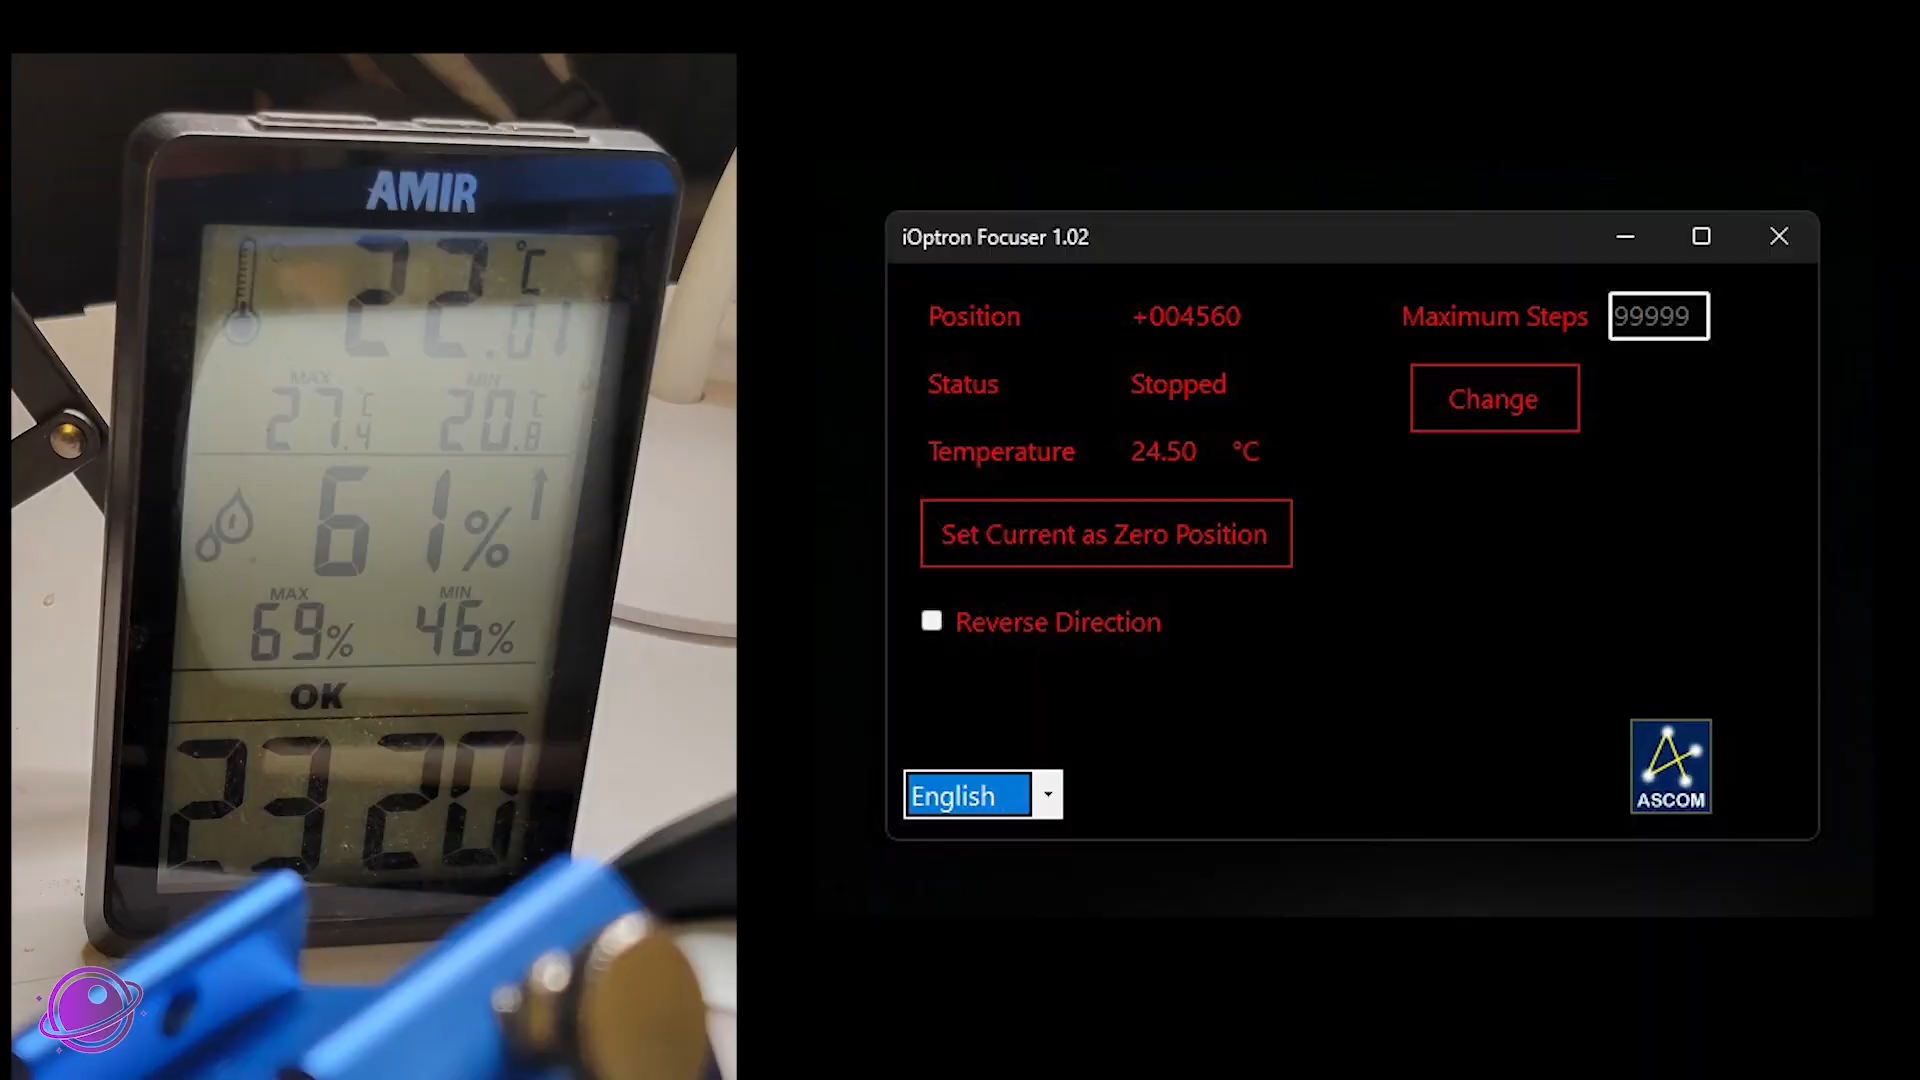 AMIR
22.0 °C
MAX MIN
27.4 °C 20.8 °C
61%
MAX MIN
69% 46%
OK
23 20
iOptron Focuser 1.02
Position +004560 Maximum Steps 99999
Status Stopped Change
Temperature 24.50 °C
Set Current as Zero Position
Reverse Direction
English
ASCOM